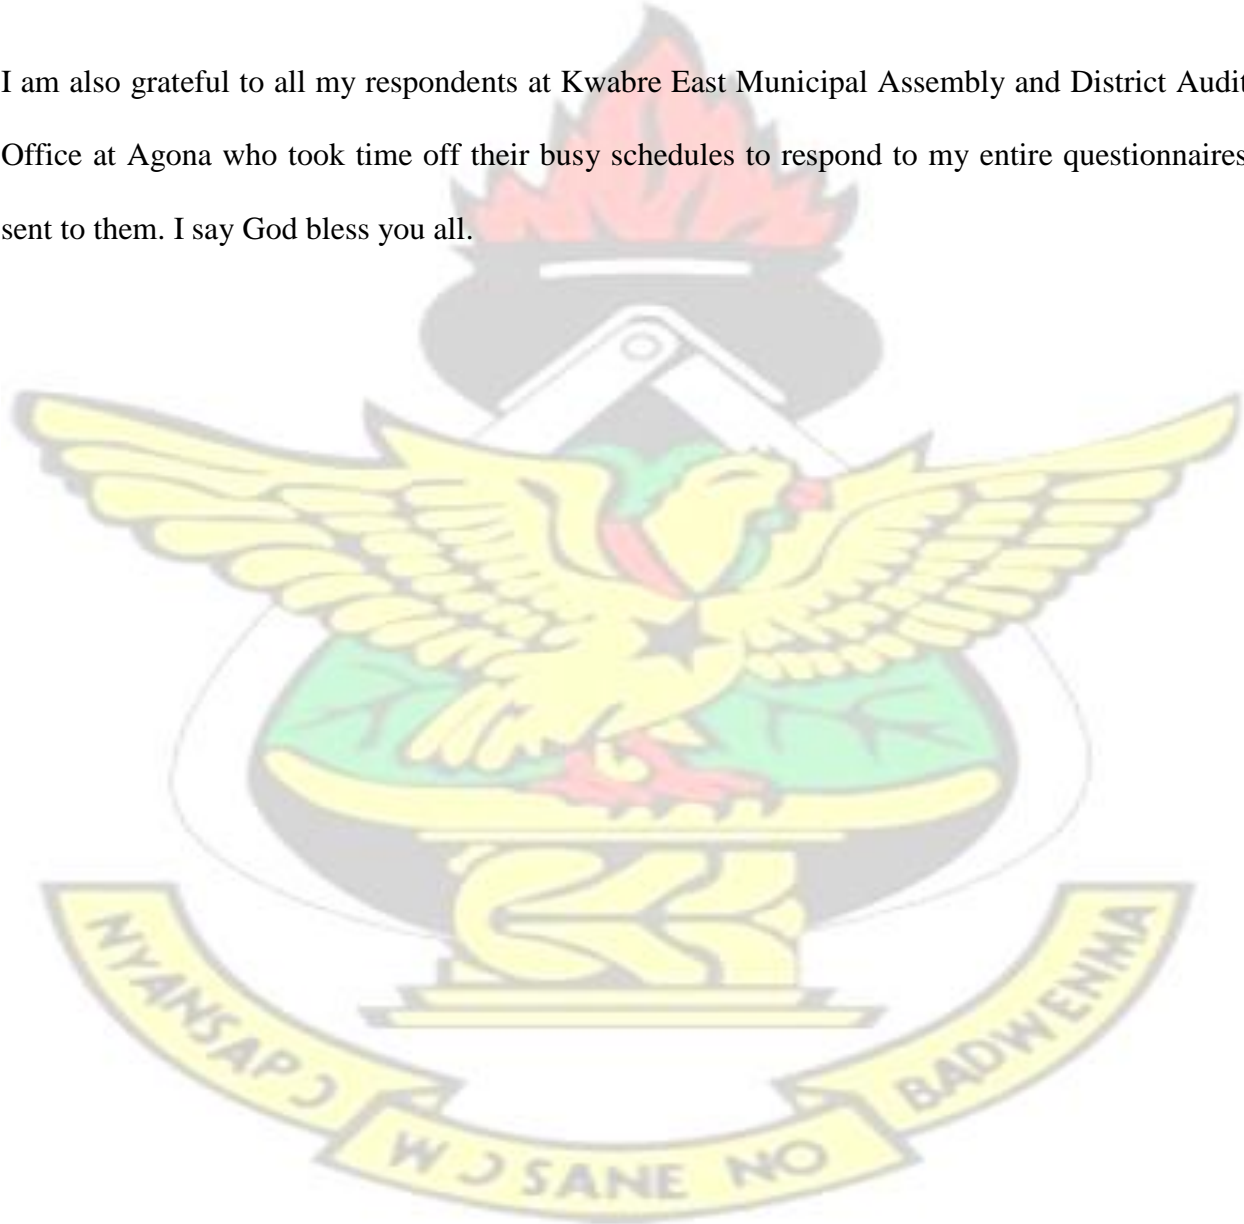 I am also grateful to all my respondents at Kwabre East Municipal Assembly and District Audit
Office at Agona who took time off their busy schedules to respond to my entire questionnaires
sent to them. I say God bless you all.
NYANSAPƆ
WƆSANE NO
BADWENMA